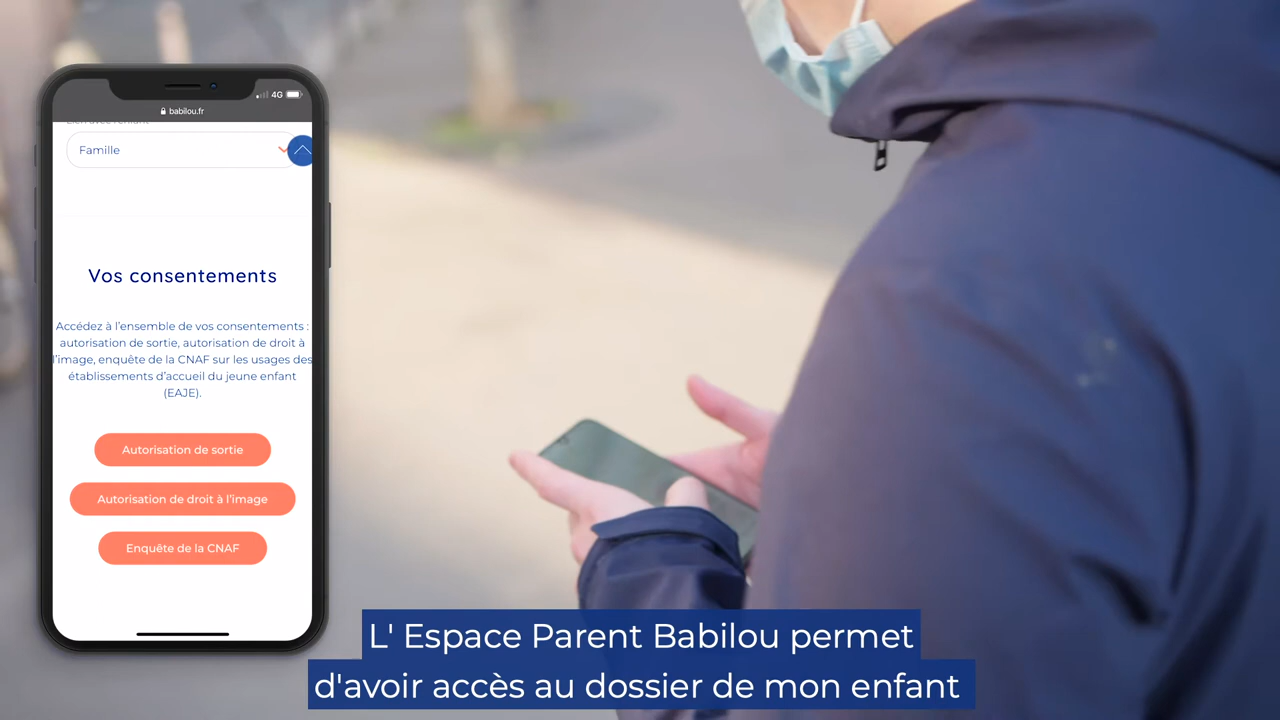 4G
babilou.fr
Famille
Vos consentements
Accédez à l'ensemble de vos consentements :
autorisation de sortie, autorisation de droit à
l'image, enquête de la CNAF sur les usages des
établissements d'accueil du jeune enfant
(EAJE).
Autorisation de sortie
Autorisation de droit à l'image
Enquête de la CNAF
L' Espace Parent Babilou permet
d'avoir accès au dossier de mon enfant